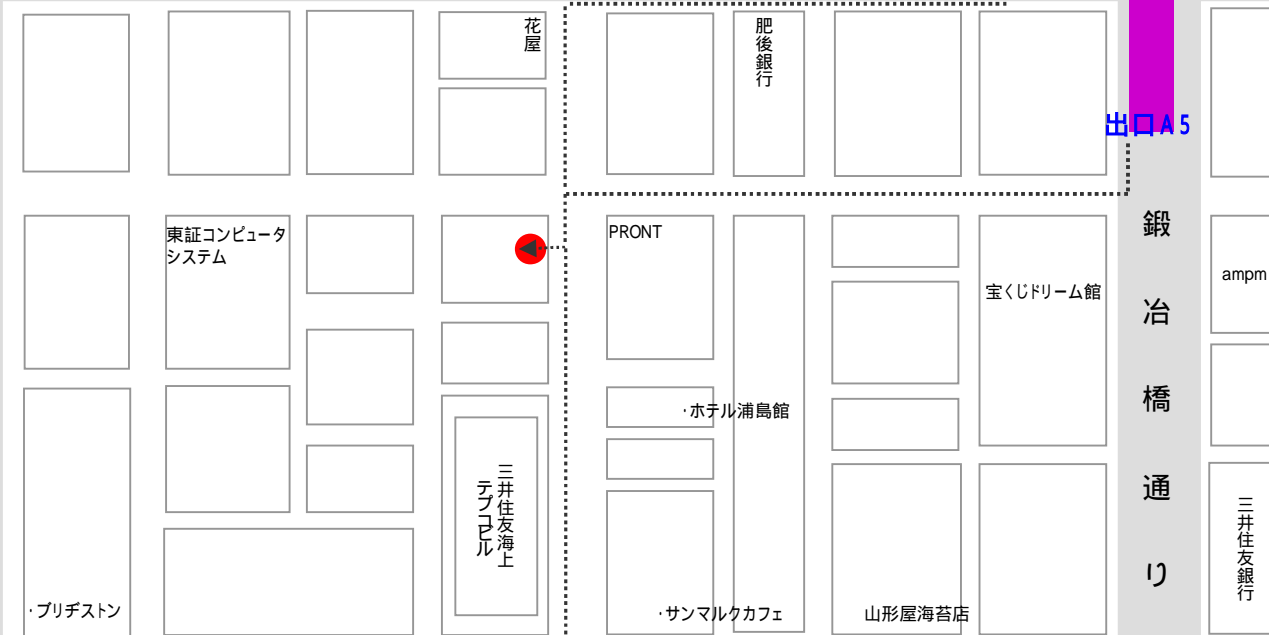 花屋
肥後銀行
出口A5
東証コンピュータ
システム
PRONT
宝くじドリーム館
ampm
鍛冶橋通り
・ホテル浦島館
三井住友海上
テプコビル
三井住友銀行
・ブリヂストン
・サンマルクカフェ
山形屋海苔店